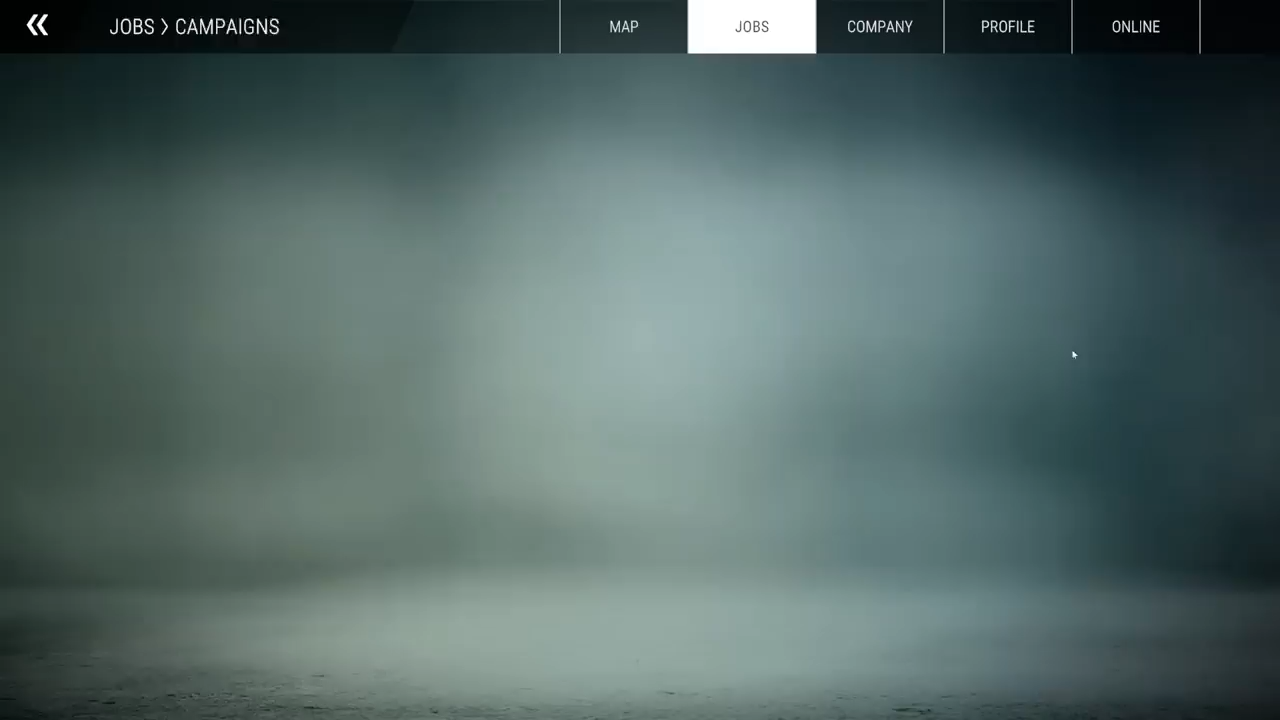 JOBS > CAMPAIGNS
MAP
JOBS
COMPANY
PROFILE
ONLINE